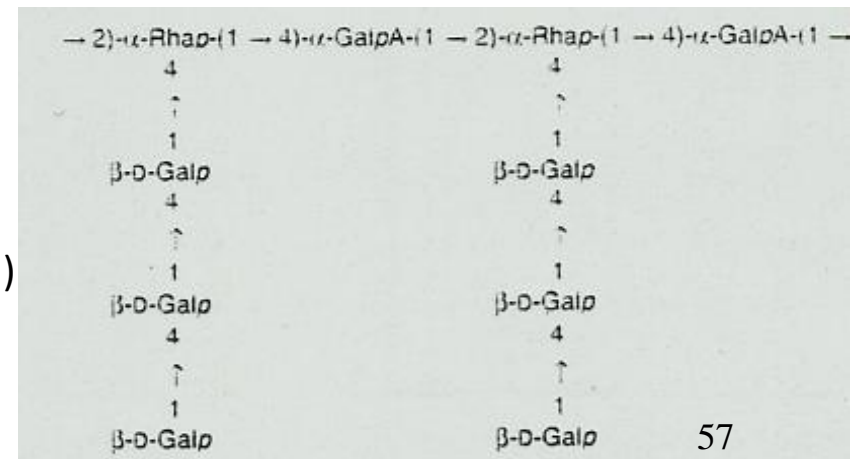 → 2)-α-Rhap-(1 → 4)-α-GalpA-(1 → 2)-α-Rhap-(1 → 4)-α-GalpA-(1 →
4 4
↑ ↑
1 1
β-D-Galp β-D-Galp
4 4
↑ ↑
)
1 1
β-D-Galp β-D-Galp
4 4
↑ ↑
1 1
β-D-Galp β-D-Galp 57